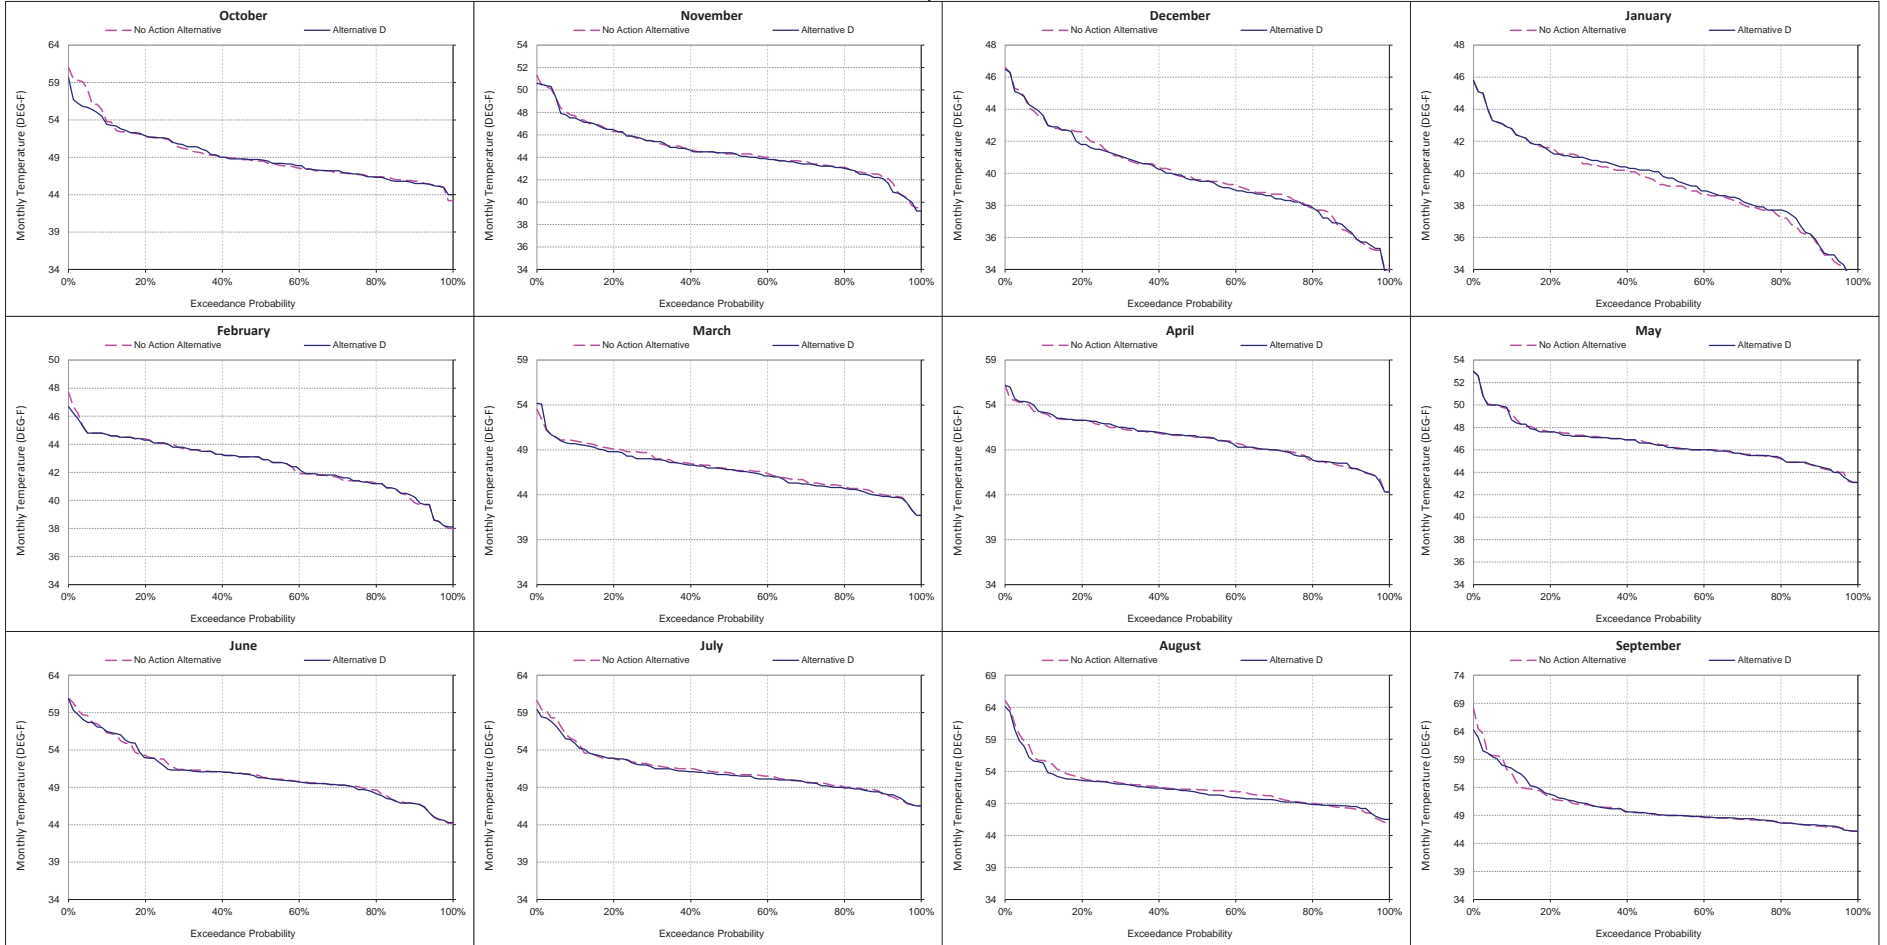 October
No Action Alternative Alternative D
Monthly Temperature (DEG-F)
64
59
54
49
44
39
34
0% 20% 40% 60% 80% 100%
Exceedance Probability
November
No Action Alternative Alternative D
Monthly Temperature (DEG-F)
54
52
50
48
46
44
42
40
38
36
34
0% 20% 40% 60% 80% 100%
Exceedance Probability
December
No Action Alternative Alternative D
Monthly Temperature (DEG-F)
48
46
44
42
40
38
36
34
0% 20% 40% 60% 80% 100%
Exceedance Probability
January
No Action Alternative Alternative D
Monthly Temperature (DEG-F)
48
46
44
42
40
38
36
34
0% 20% 40% 60% 80% 100%
Exceedance Probability
February
No Action Alternative Alternative D
Monthly Temperature (DEG-F)
50
48
46
44
42
40
38
36
34
0% 20% 40% 60% 80% 100%
Exceedance Probability
March
No Action Alternative Alternative D
Monthly Temperature (DEG-F)
59
54
49
44
39
34
0% 20% 40% 60% 80% 100%
Exceedance Probability
April
No Action Alternative Alternative D
Monthly Temperature (DEG-F)
59
54
49
44
39
34
0% 20% 40% 60% 80% 100%
Exceedance Probability
May
No Action Alternative Alternative D
Monthly Temperature (DEG-F)
54
52
50
48
46
44
42
40
38
36
34
0% 20% 40% 60% 80% 100%
Exceedance Probability
June
No Action Alternative Alternative D
Monthly Temperature (DEG-F)
64
59
54
49
44
39
34
0% 20% 40% 60% 80% 100%
Exceedance Probability
July
No Action Alternative Alternative D
Monthly Temperature (DEG-F)
64
59
54
49
44
39
34
0% 20% 40% 60% 80% 100%
Exceedance Probability
August
No Action Alternative Alternative D
Monthly Temperature (DEG-F)
69
64
59
54
49
44
39
34
0% 20% 40% 60% 80% 100%
Exceedance Probability
September
No Action Alternative Alternative D
Monthly Temperature (DEG-F)
74
69
64
59
54
49
44
39
34
0% 20% 40% 60% 80% 100%
Exceedance Probability